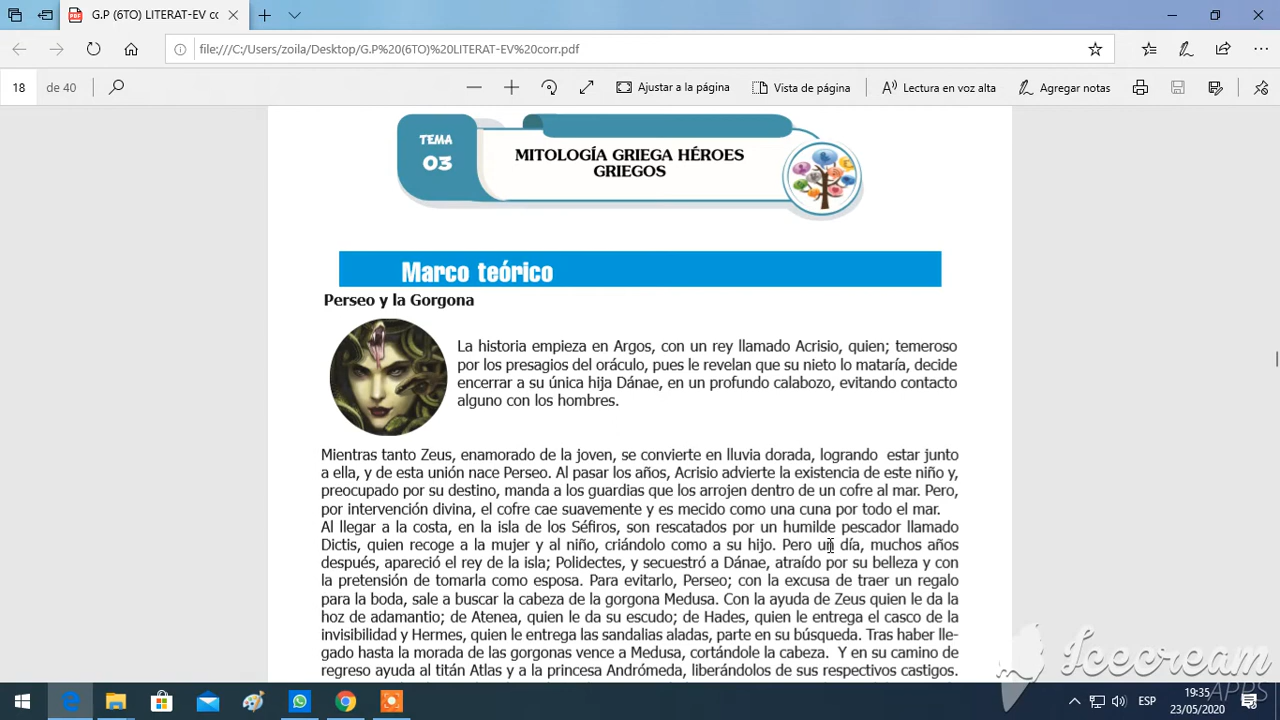 G.P (6TO) LITERAT-EV co
file:///C:/Users/zoila/Desktop/G.P%20(6TO)%20LITERAT-EV%20corr.pdf
18 de 40 Ajustar a la página Vista de página Lectura en voz alta Agregar notas
TEMA
03
MITOLOGÍA GRIEGA HÉROES
GRIEGOS
Marco teórico
Perseo y la Gorgona
La historia empieza en Argos, con un rey llamado Acrisio, quien; temeroso
por los presagios del oráculo, pues le revelan que su nieto lo mataría, decide
encerrar a su única hija Dánae, en un profundo calabozo, evitando contacto
alguno con los hombres.
Mientras tanto Zeus, enamorado de la joven, se convierte en lluvia dorada, logrando estar junto
a ella, y de esta unión nace Perseo. Al pasar los años, Acrisio advierte la existencia de este niño y,
preocupado por su destino, manda a los guardias que los arrojen dentro de un cofre al mar. Pero,
por intervención divina, el cofre cae suavemente y es mecido como una cuna por todo el mar.
Al llegar a la costa, en la isla de los Séfiros, son rescatados por un humilde pescador llamado
Dictis, quien recoge a la mujer y al niño, criándolo como a su hijo. Pero un día, muchos años
después, apareció el rey de la isla; Polidectes, y secuestró a Dánae, atraído por su belleza y con
la pretensión de tomarla como esposa. Para evitarlo, Perseo; con la excusa de traer un regalo
para la boda, sale a buscar la cabeza de la gorgona Medusa. Con la ayuda de Zeus quien le da la
hoz de adamantio; de Atenea, quien le da su escudo; de Hades, quien le entrega el casco de la
invisibilidad y Hermes, quien le entrega las sandalias aladas, parte en su búsqueda. Tras haber lle-
gado hasta la morada de las gorgonas vence a Medusa, cortándole la cabeza. Y en su camino de
regreso ayuda al titán Atlas y a la princesa Andrómeda, liberándolos de sus respectivos castigos.
Icecream
APPS
ESP
19:35
23/05/2020